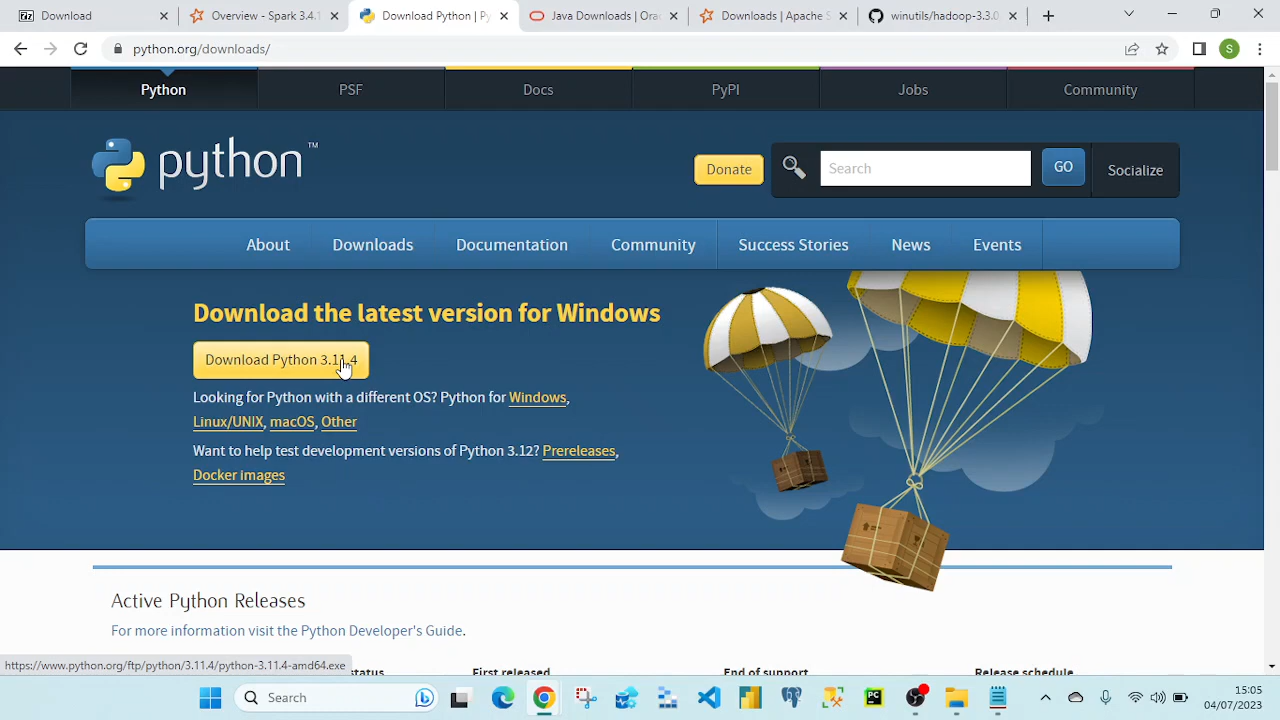 Download
Overview - Spark 3.4.1
Download Python | Py
Java Downloads | Ora
Downloads | Apache S
winutils/hadoop-3.3.0
python.org/downloads/
S
Python
PSF
Docs
PyPI
Jobs
Community
python™
Donate
Search
GO
Socialize
About
Downloads
Documentation
Community
Success Stories
News
Events
Download the latest version for Windows
Download Python 3.11.4
Looking for Python with a different OS? Python for Windows,
Linux/UNIX, macOS, Other
Want to help test development versions of Python 3.12? Prereleases,
Docker images
Active Python Releases
For more information visit the Python Developer's Guide.
status
First released
End of support
Release schedule
https://www.python.org/ftp/python/3.11.4/python-3.11.4-amd64.exe
Search
15:05
04/07/2023